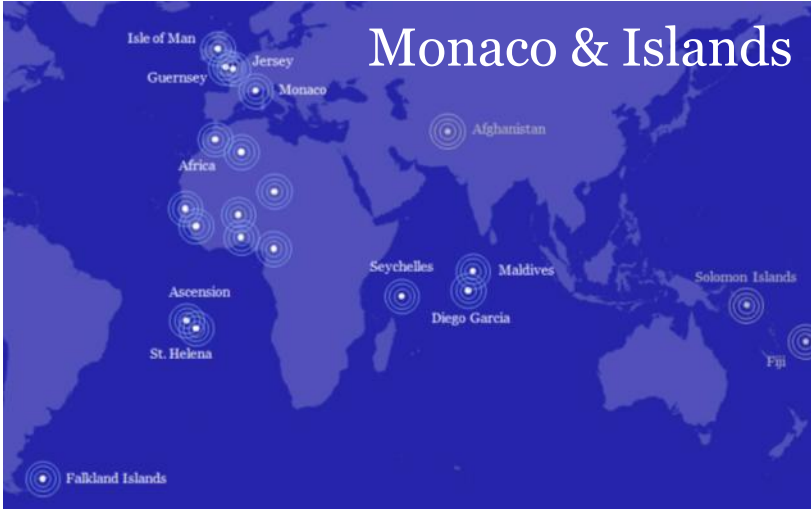 Monaco & Islands
Isle of Man
Jersey
Guernsey
Monaco
Afghanistan
Africa
Seychelles
Maldives
Solomon Islands
Ascension
Diego Garcia
St. Helena
Fiji
Falkland Islands